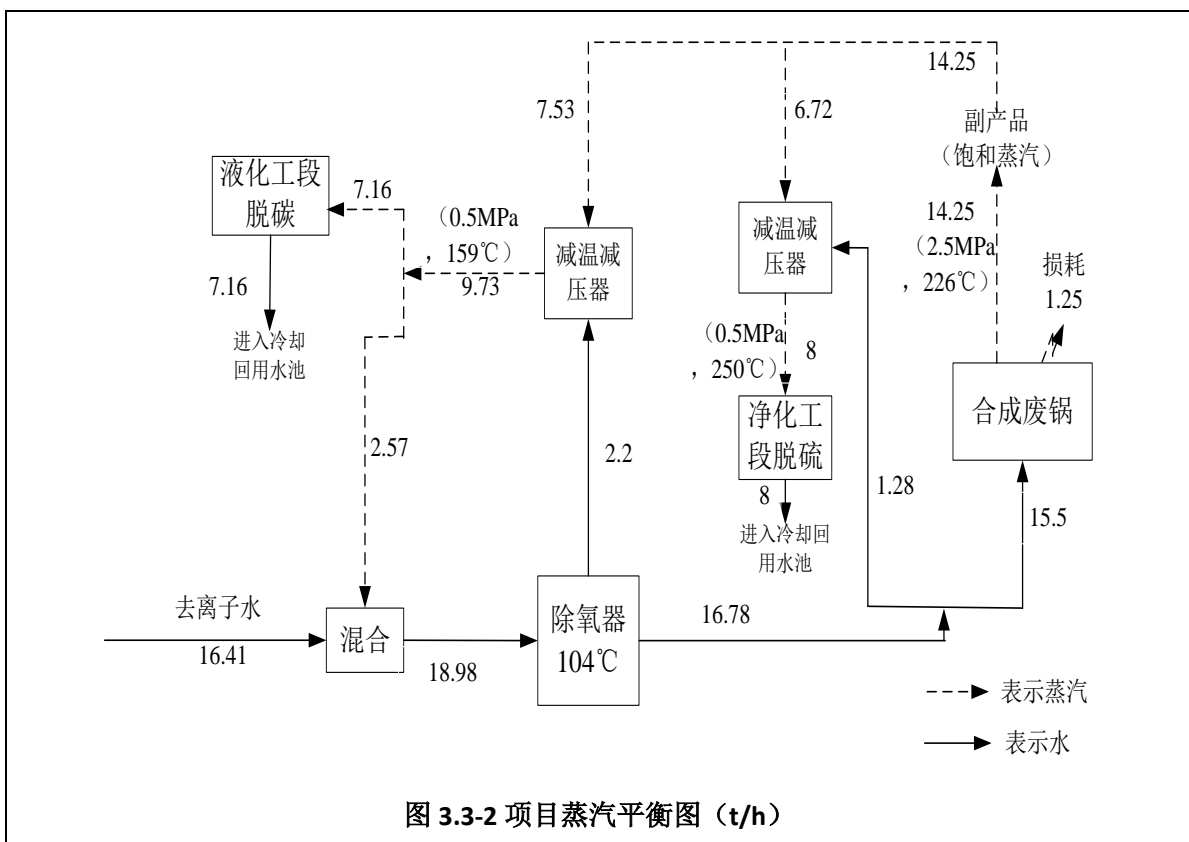 14.25
7.53
6.72
副产品
（饱和蒸汽）
液化工段
脱碳
7.16
（0.5MPa
，159℃）
9.73
减温减
压器
减温减
压器
14.25
（2.5MPa
，226℃）
损耗
1.25
7.16
进入冷却
回用水池
（0.5MPa
，250℃）
8
净化工
段脱硫
合成废锅
2.57
2.2
8
1.28
15.5
进入冷却回
用水池
去离子水
16.41
混合
18.98
除氧器
104℃
16.78
表示蒸汽
表示水
图 3.3-2 项目蒸汽平衡图（t/h）